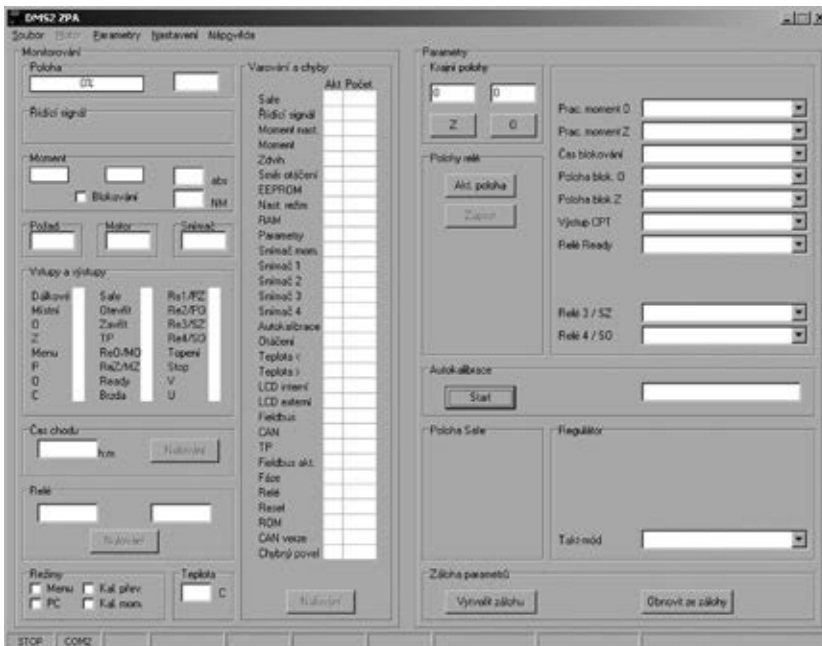 DMS2 ZPA
Soubor Motor Parametry Nastavení Nápověda
Monitorování
Poloha
0%
Řídicí signál
Moment
abs
Blokování
NM
Požad.
Motor
Snímač
Vstupy a výstupy
Dálkově Safe Re1/PZ
Místní Otevřít Re2/PO
O Zavřít Re3/SZ
Z TP Re4/SO
Menu ReO/MO Topení
P ReZ/MZ Stop
O Ready V
C Brzda U
Čas chodu
h:m
Nulování
Relé
Nulování
Režimy
Menu Kal. přev.
PC Kal. mom.
Teplota
C
Varování a chyby
Akt. Počet
Safe
Řídicí signál
Moment nast.
Moment
Zdvih
Směr otáčení
EEPROM
Nast. režim
RAM
Parametry
Snímač mom.
Snímač 1
Snímač 2
Snímač 3
Snímač 4
Autokalibrace
Otáčení
Teplota <
Teplota >
LCD interní
LCD externí
Fieldbus
CAN
TP
Fieldbus akt.
Fáze
Relé
Reset
ROM
CAN verze
Chybný povel
Nulování
Parametry
Krajní polohy
0 0
Z O
Polohy relé
Akt. poloha
Zapsat
Prac. moment O
Prac. moment Z
Čas blokování
Poloha blok. O
Poloha blok. Z
Výstup CPT
Relé Ready
Relé 3 / SZ
Relé 4 / SO
Autokalibrace
Start
Poloha Safe
Regulátor
Takt-mód
Záloha parametrů
Vytvořit zálohu
Obnovit ze zálohy
STOP COM2